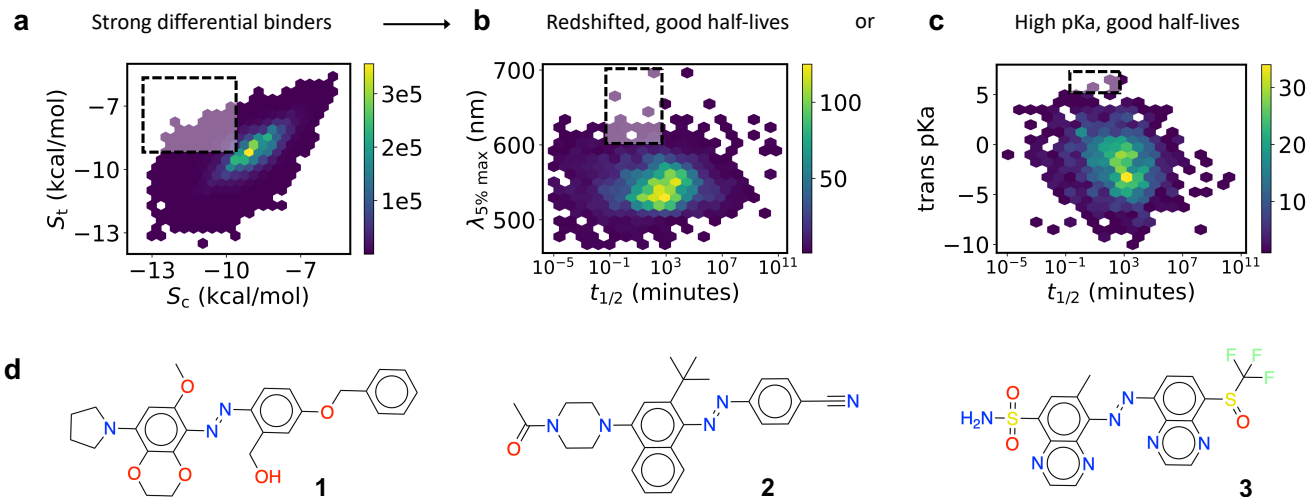 a Strong differential binders b Redshifted, good half-lives or c High pKa, good half-lives
−7
−10
−13
St (kcal/mol)
−13 −10 −7
Sc (kcal/mol)
3e5
2e5
1e5
700
600
500
λ5% max (nm)
10⁻⁵ 10⁻¹ 10³ 10⁷ 10¹¹
t1/2 (minutes)
100
50
5
0
−5
−10
trans pKa
10⁻⁵ 10⁻¹ 10³ 10⁷ 10¹¹
t1/2 (minutes)
30
20
10
d
O
N
N
N
O
O
O
OH
1
O
N
N
N
N
N
2
H2N
S
O
O
N
N
N
N
N
N
S
O
F
F
F
3